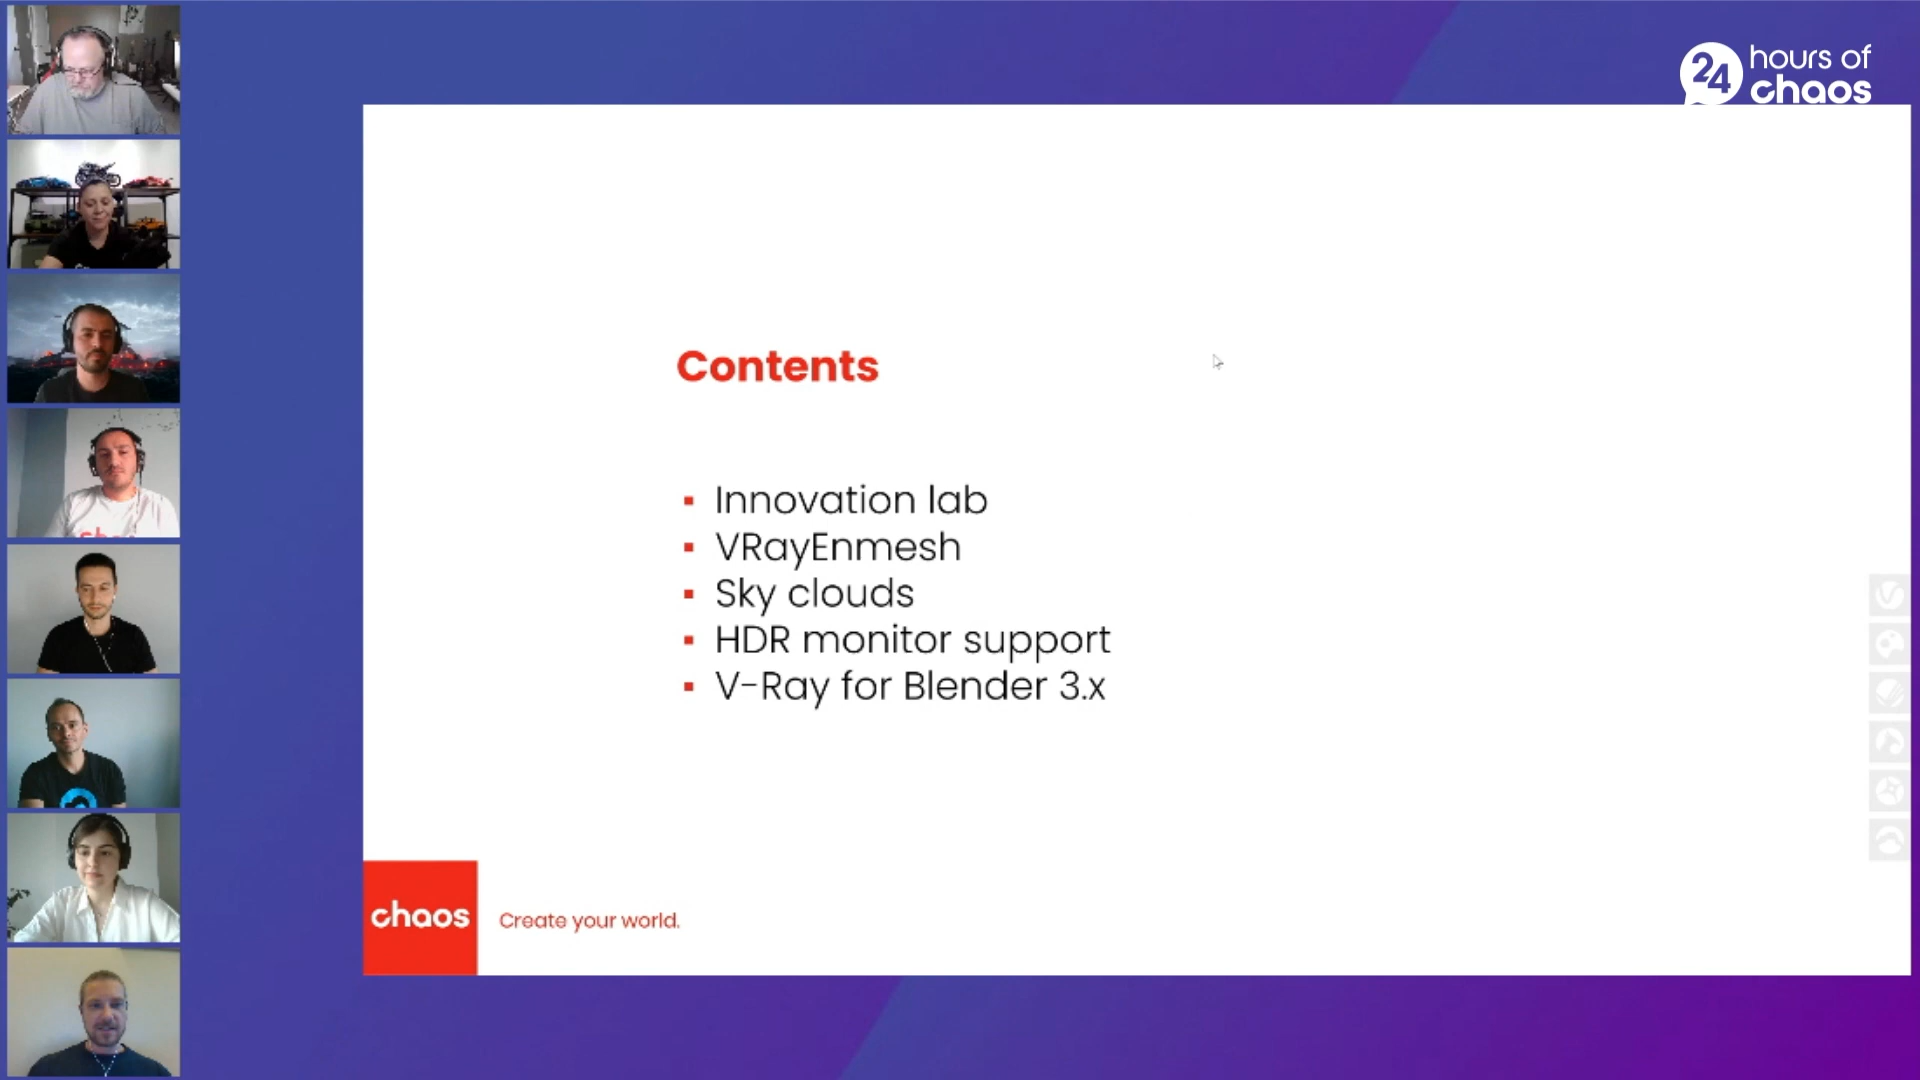 24 hours of
chaos
Contents
▪ Innovation lab
▪ VRayEnmesh
▪ Sky clouds
▪ HDR monitor support
▪ V-Ray for Blender 3.x
chaos
Create your world.